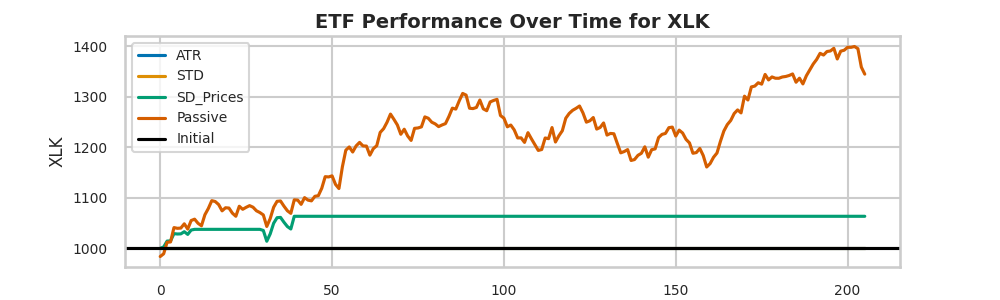 ETF Performance Over Time for XLK
1400
1300
1200
1100
1000
XLK
ATR
STD
SD_Prices
Passive
Initial
0
50
100
150
200